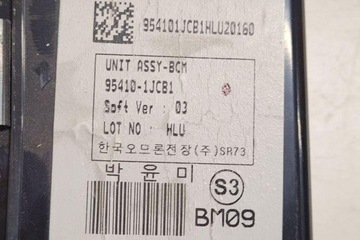 954101JCB1HLU20160
UNIT ASSY-BCM
95410-1JCB1
Soft Ver : 03
LOT NO : HLU
한국오므론전장(주)SR73
박 윤 미
S3
BM09